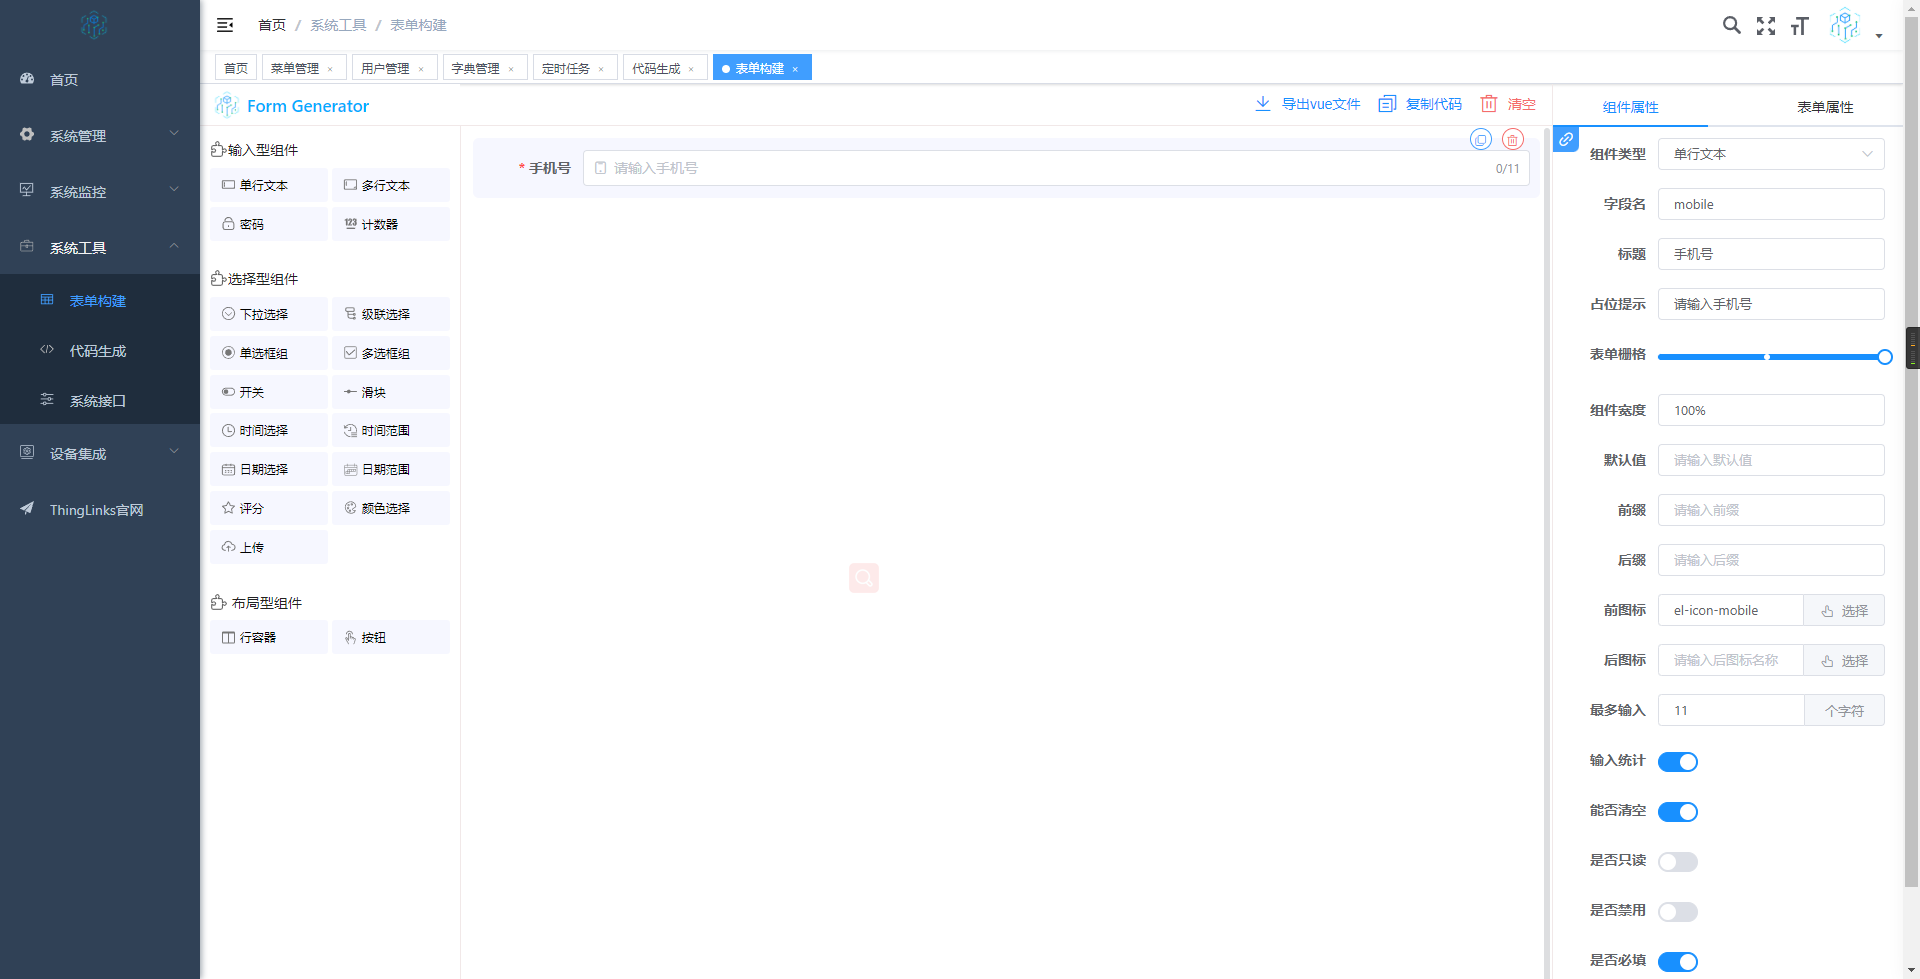 首页
系统管理
系统监控
系统工具
表单构建
代码生成
系统接口
设备集成
ThingLinks官网
首页 / 系统工具 / 表单构建
首页 菜单管理 × 用户管理 × 字典管理 × 定时任务 × 代码生成 × 表单构建 ×
Form Generator
导出vue文件 复制代码 清空
输入型组件
单行文本 多行文本
密码 计数器
选择型组件
下拉选择 级联选择
单选框组 多选框组
开关 滑块
时间选择 时间范围
日期选择 日期范围
评分 颜色选择
上传
布局型组件
行容器 按钮
* 手机号 请输入手机号 0/11
组件属性 表单属性
组件类型 单行文本
字段名 mobile
标题 手机号
占位提示 请输入手机号
表单栅格
组件宽度 100%
默认值 请输入默认值
前缀 请输入前缀
后缀 请输入后缀
前图标 el-icon-mobile 选择
后图标 请输入后图标名称 选择
最多输入 11 个字符
输入统计
能否清空
是否只读
是否禁用
是否必填